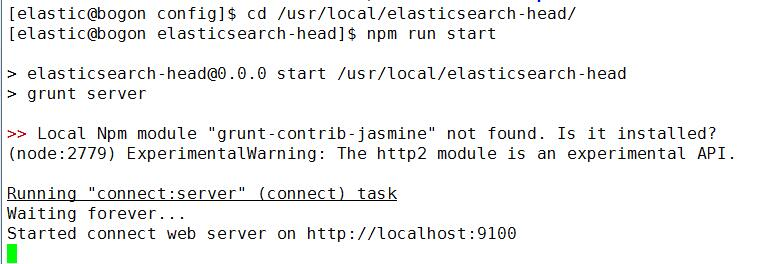 [elastic@bogon config]$ cd /usr/local/elasticsearch-head/
[elastic@bogon elasticsearch-head]$ npm run start
> elasticsearch-head@0.0.0 start /usr/local/elasticsearch-head
> grunt server
>> Local Npm module "grunt-contrib-jasmine" not found. Is it installed?
(node:2779) ExperimentalWarning: The http2 module is an experimental API.
Running "connect:server" (connect) task
Waiting forever...
Started connect web server on http://localhost:9100